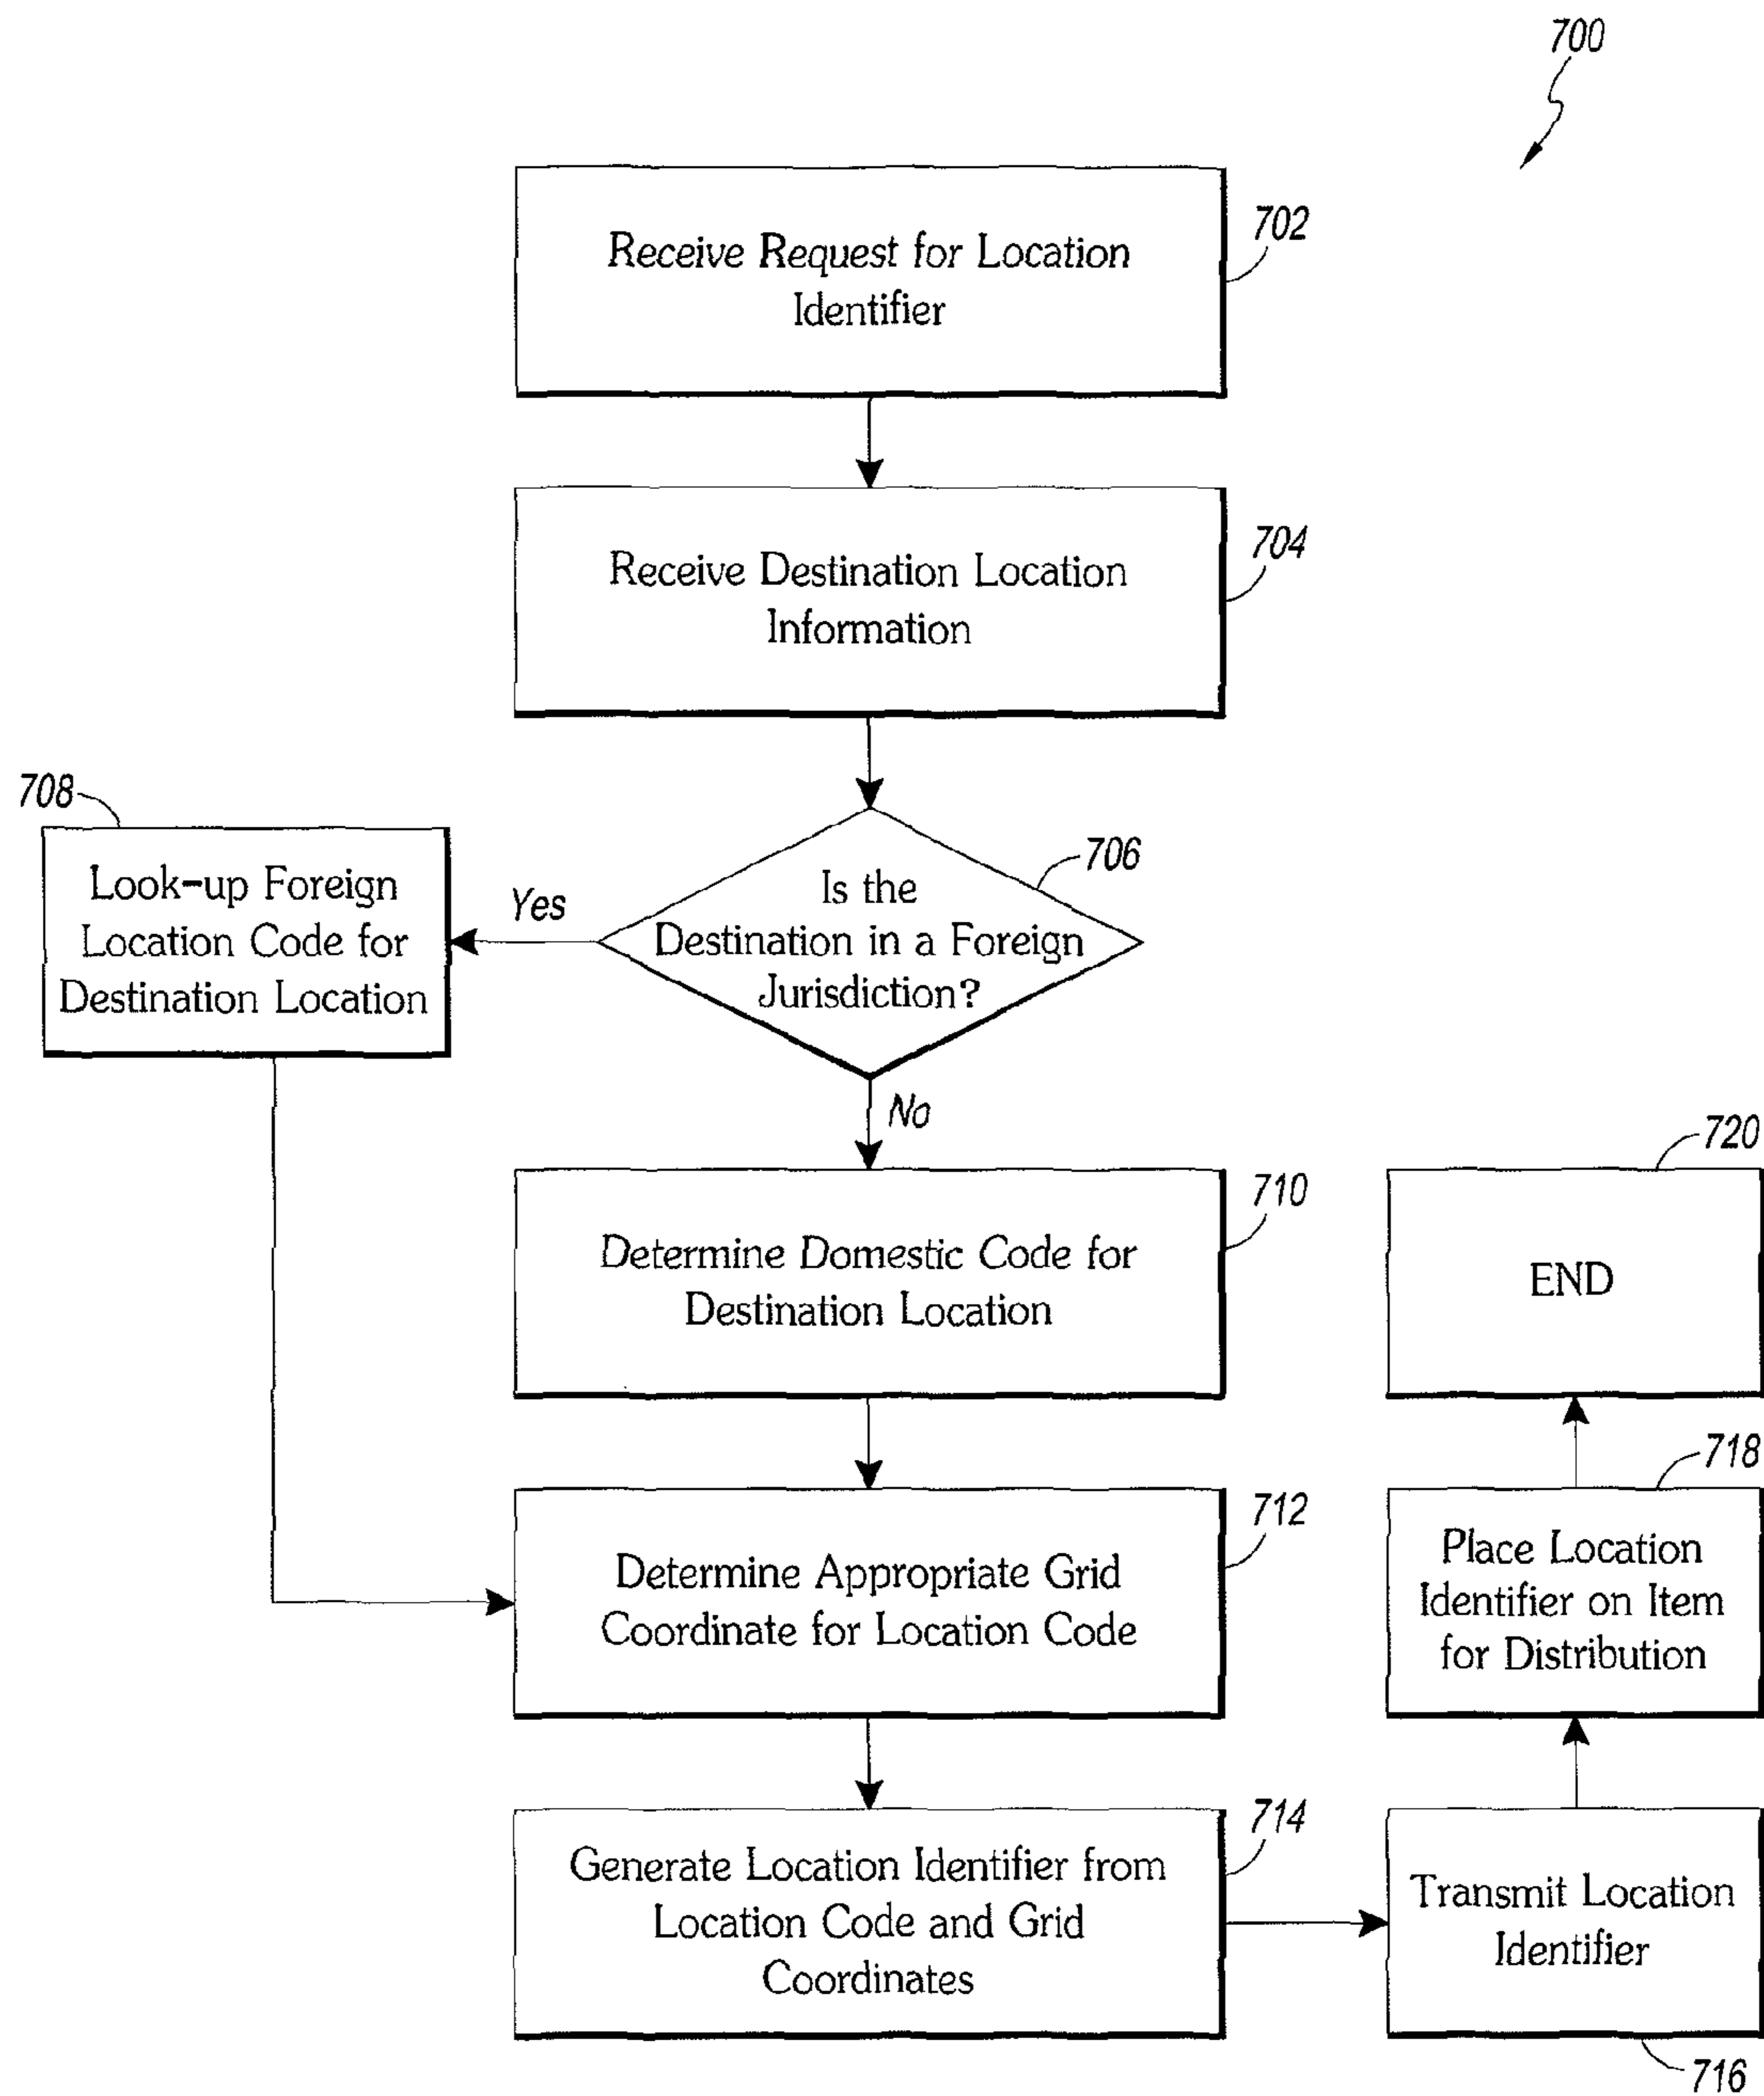 700
Receive Request for Location
Identifier
702
Receive Destination Location
Information
704
708
Look-up Foreign
Location Code for
Destination Location
Yes
Is the
Destination in a Foreign
Jurisdiction?
706
No
Determine Domestic Code for
Destination Location
710
720
END
Determine Appropriate Grid
Coordinate for Location Code
712
718
Place Location
Identifier on Item
for Distribution
Generate Location Identifier from
Location Code and Grid
Coordinates
714
Transmit Location
Identifier
716